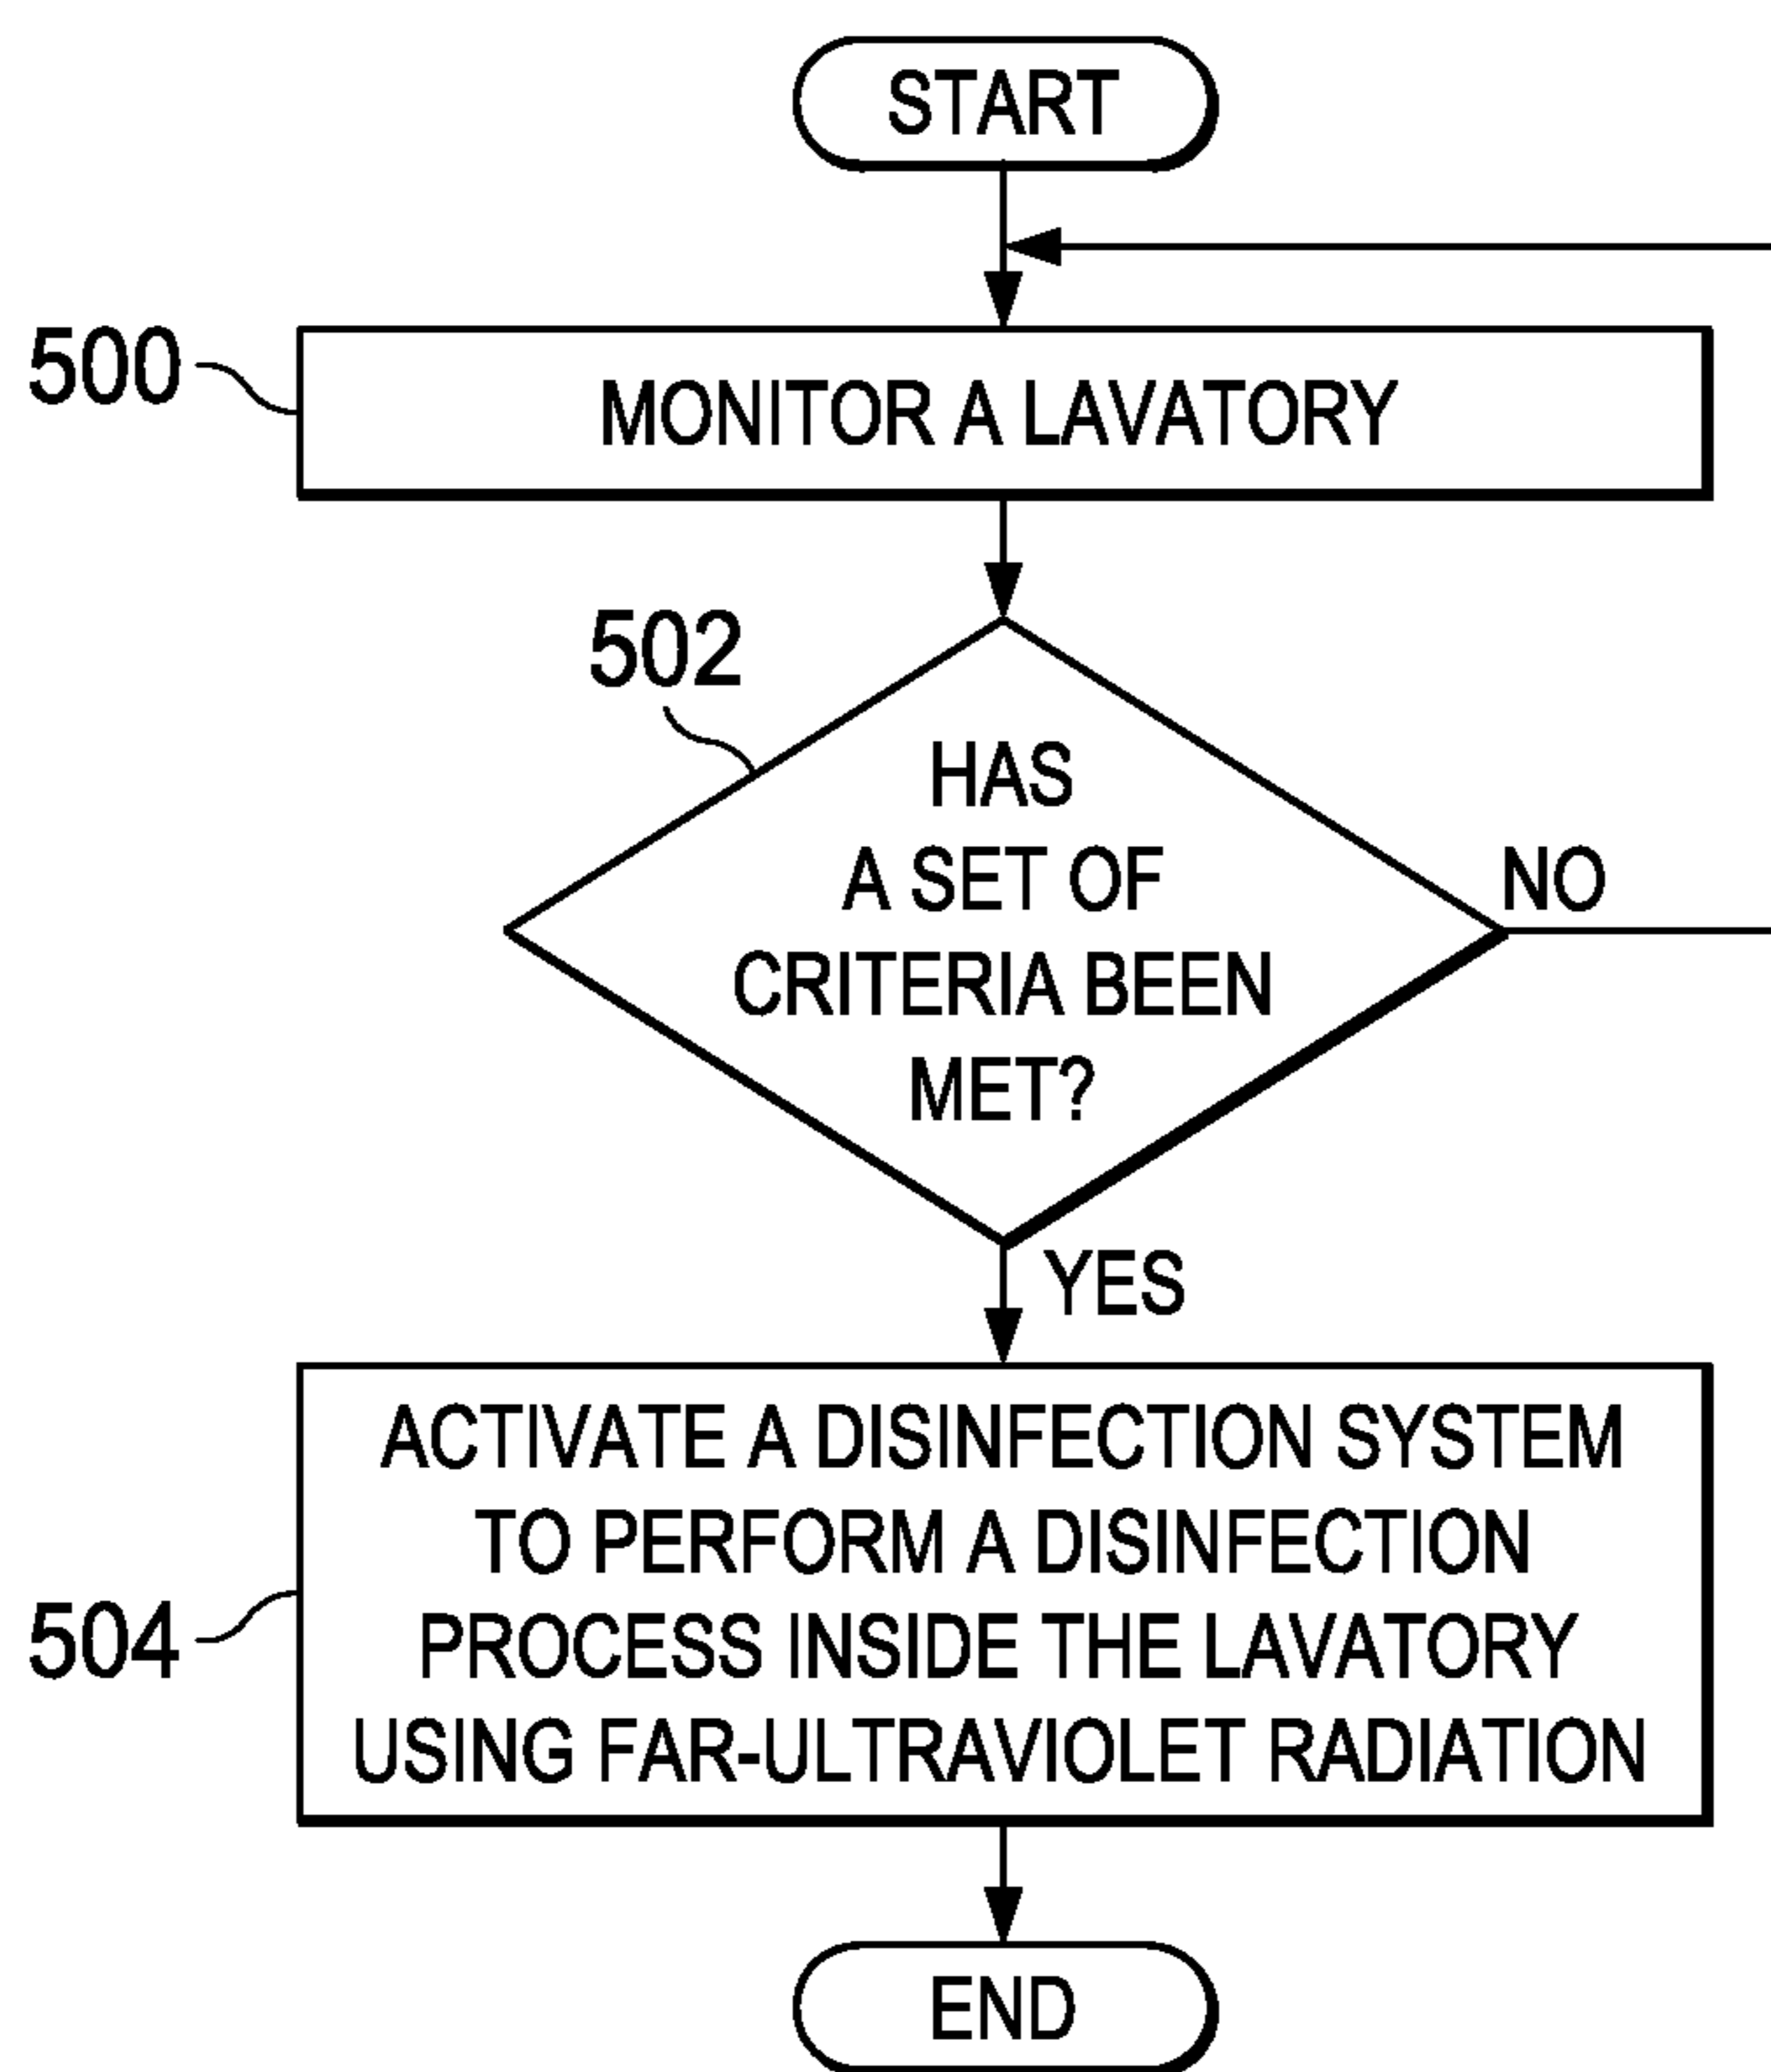 START
500
MONITOR A LAVATORY
502
HAS
A SET OF
CRITERIA BEEN
MET?
NO
YES
504
ACTIVATE A DISINFECTION SYSTEM
TO PERFORM A DISINFECTION
PROCESS INSIDE THE LAVATORY
USING FAR-ULTRAVIOLET RADIATION
END